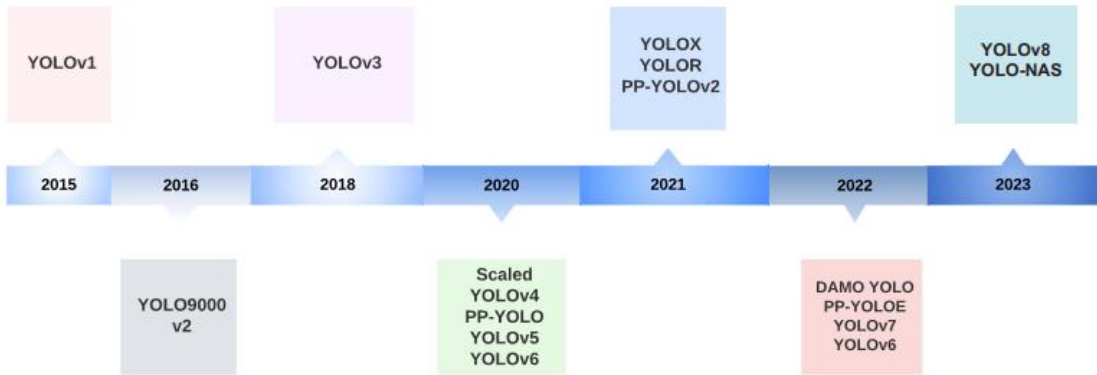 YOLOv1
YOLOv3
YOLOX
YOLOR
PP-YOLOv2
YOLOv8
YOLO-NAS
2015
2016
2018
2020
2021
2022
2023
YOLO9000
v2
Scaled
YOLOv4
PP-YOLO
YOLOv5
YOLOv6
DAMO YOLO
PP-YOLOE
YOLOv7
YOLOv6